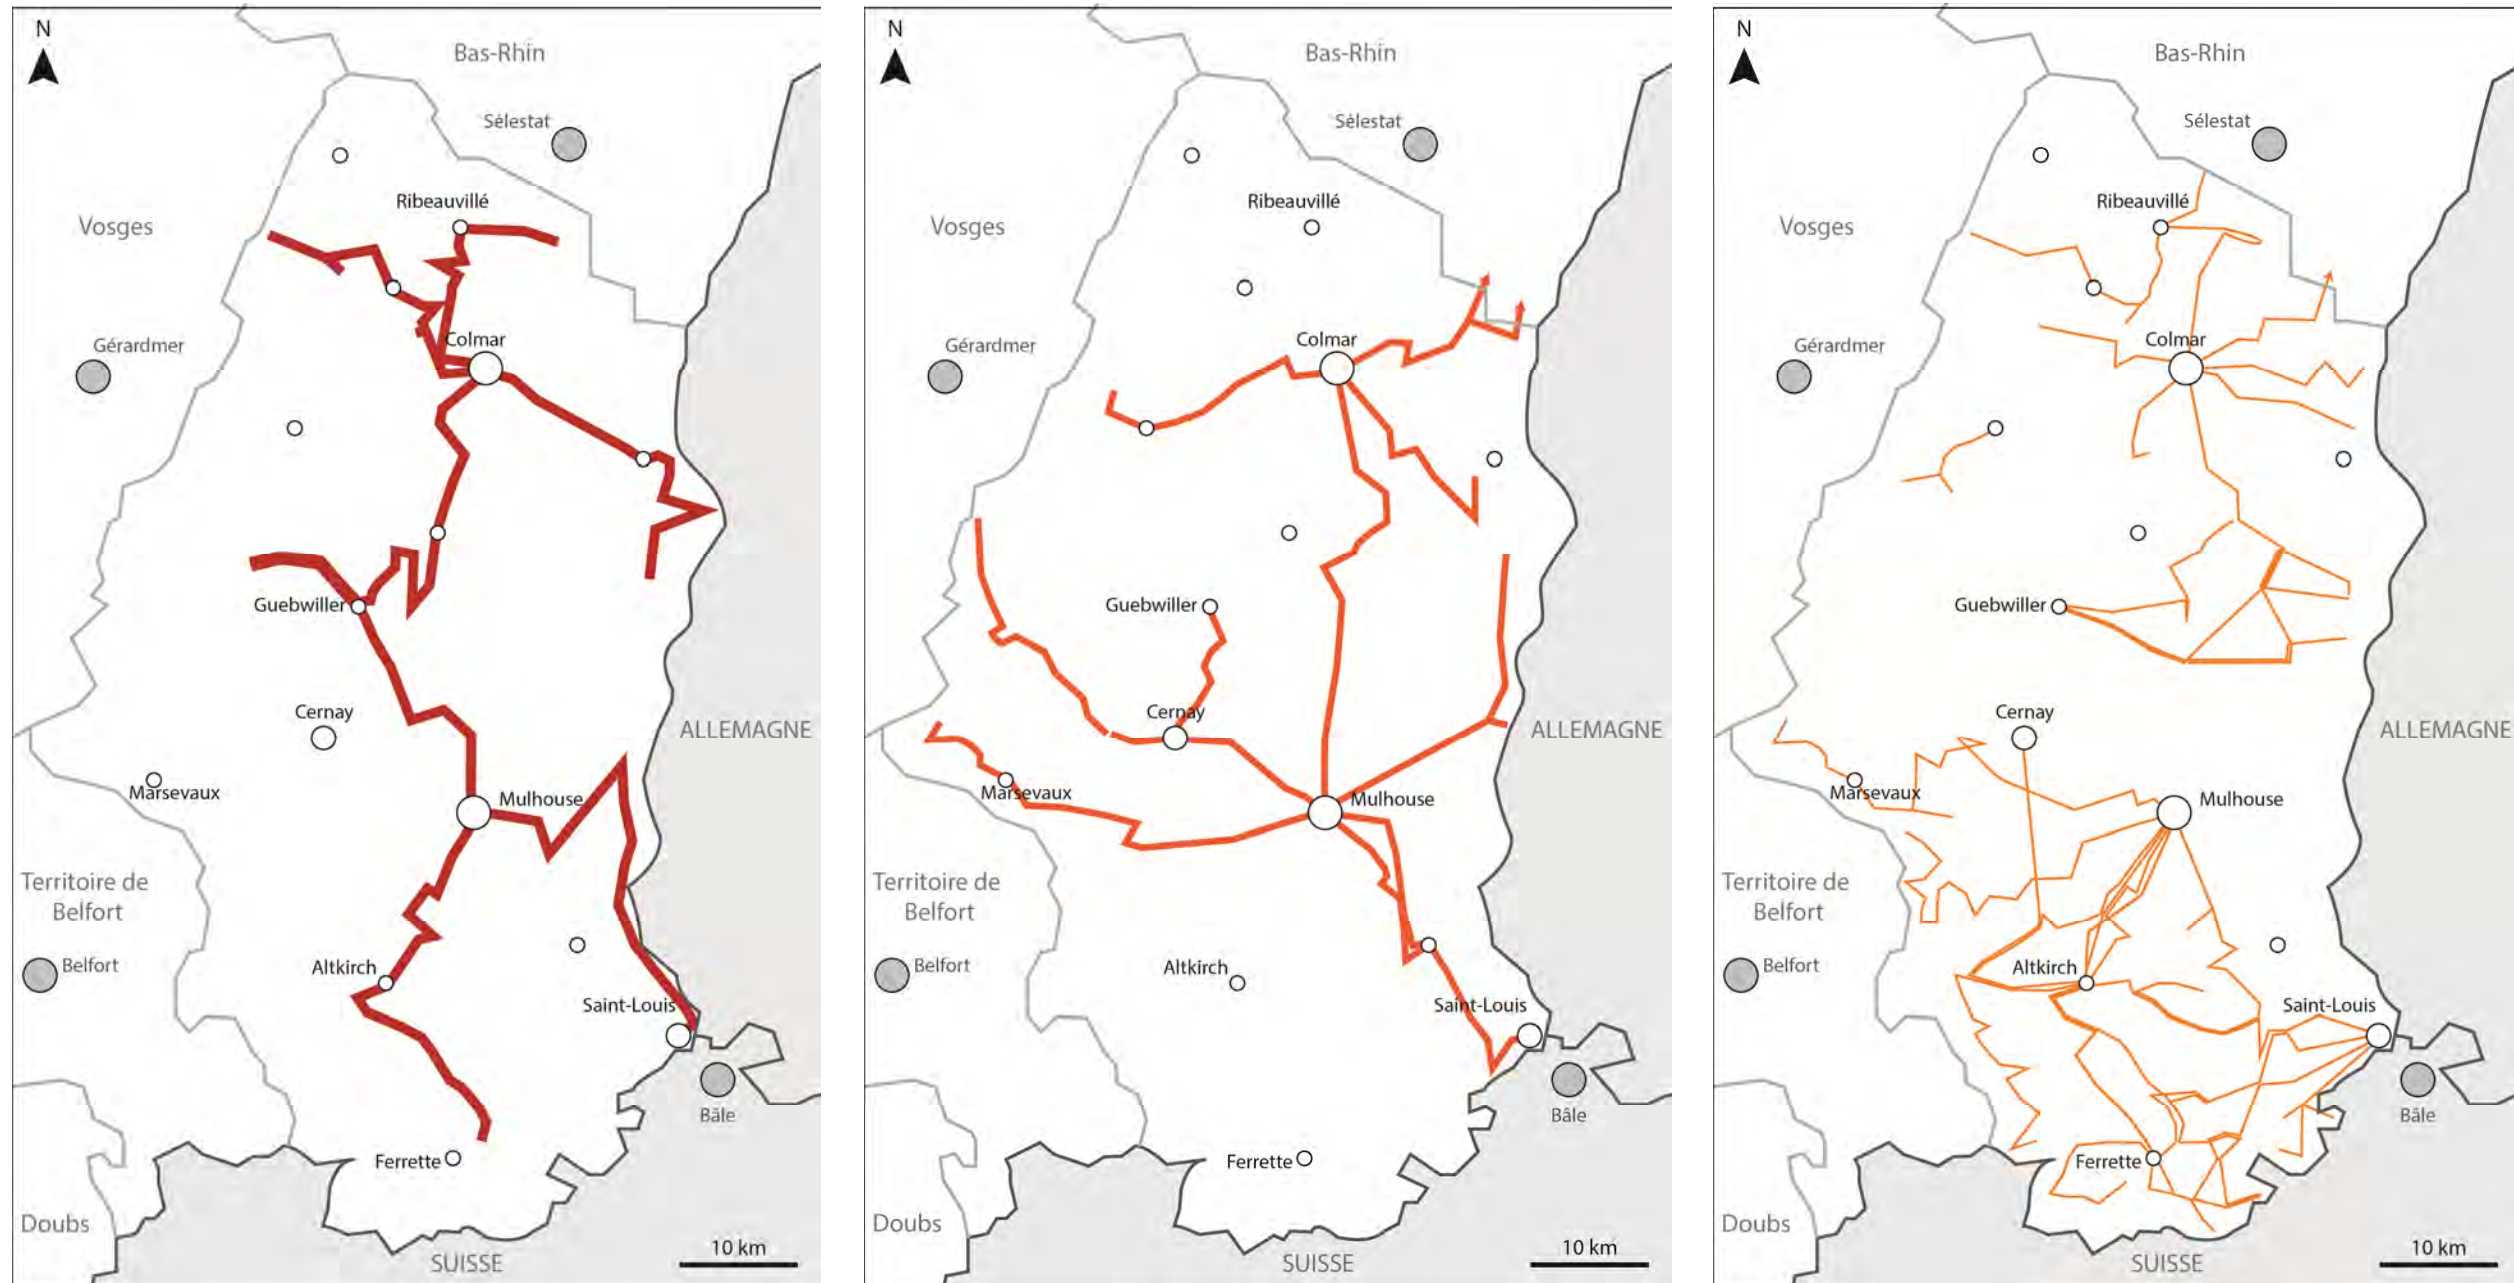 N
Bas-Rhin
Sélestat
Ribeauvillé
Vosges
Colmar
Gérardmer
Guebwiller
Cernay
ALLEMAGNE
Marsevaux
Mulhouse
Territoire de
Belfort
Belfort
Altkirch
Saint-Louis
Bâle
Ferrette
Doubs
SUISSE
10 km
N
Bas-Rhin
Sélestat
Ribeauvillé
Vosges
Colmar
Gérardmer
Guebwiller
Cernay
ALLEMAGNE
Marsevaux
Mulhouse
Territoire de
Belfort
Belfort
Altkirch
Saint-Louis
Bâle
Ferrette
Doubs
SUISSE
10 km
N
Bas-Rhin
Sélestat
Ribeauvillé
Vosges
Colmar
Gérardmer
Guebwiller
Cernay
ALLEMAGNE
Marsevaux
Mulhouse
Territoire de
Belfort
Belfort
Altkirch
Saint-Louis
Bâle
Ferrette
Doubs
SUISSE
10 km